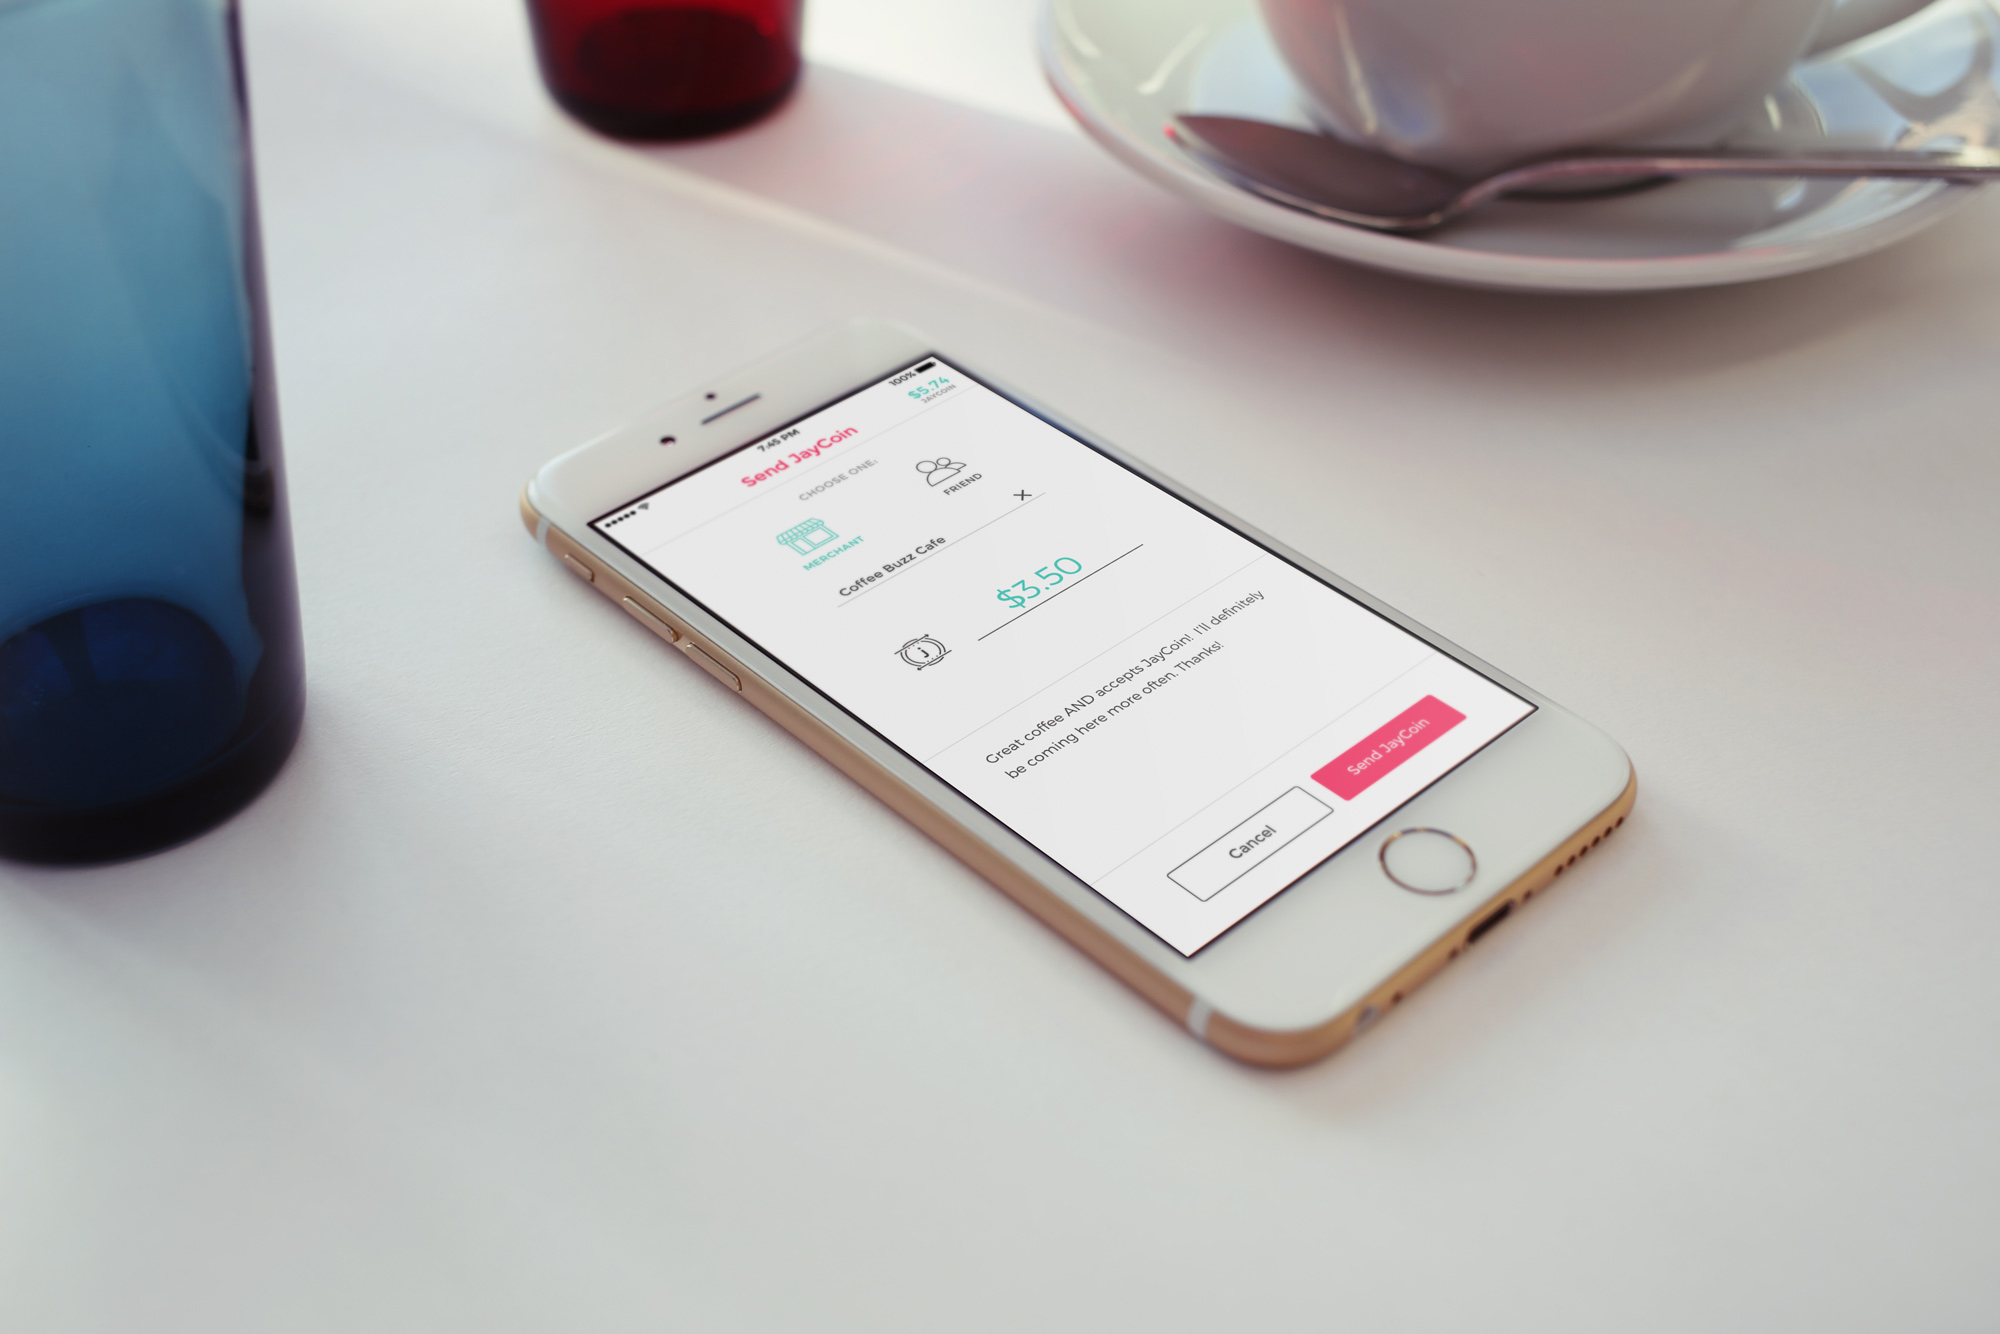 7:45 PM
100%
Send JayCoin
$5.74
JAYCOIN
CHOOSE ONE:
MERCHANT
FRIEND
Coffee Buzz Cafe
j
$3.50
Great coffee AND accepts JayCoin! I'll definitely
be coming here more often. Thanks!
Cancel
Send JayCoin